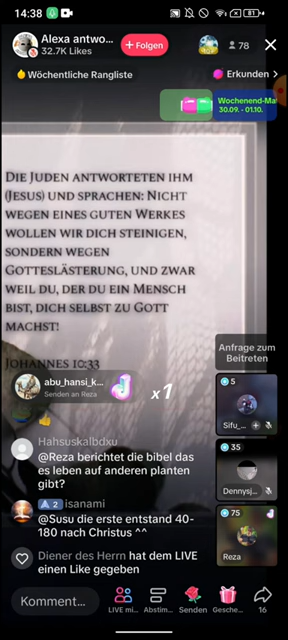 14:38
81
Alexa antwo...
32.7K Likes
+ Folgen
78
Wöchentliche Rangliste
Erkunden >
Wochenend-Ma
30.09. - 01.10.
DIE JUDEN ANTWORTETEN IHM
(JESUS) UND SPRACHEN: NICHT
WEGEN EINES GUTEN WERKES
WOLLEN WIR DICH STEINIGEN,
SONDERN WEGEN
GOTTESLÄSTERUNG, UND ZWAR
WEIL DU, DER DU EIN MENSCH
BIST, DICH SELBST ZU GOTT
MACHST!
JOHANNES 10:33
Anfrage zum
Beitreten
abu_hansi_k...
Senden an Reza
x1
5
Sifu_...
Hahsuskalbdxu
@Reza berichtet die bibel das
es leben auf anderen planten
gibt?
35
Dennysj...
A 2 isanami
@Susu die erste entstand 40-
180 nach Christus ^^
75
Reza
Diener des Herrn hat dem LIVE
einen Like gegeben
Komment...
LIVE mi...
Abstim...
Senden
Gesche...
16